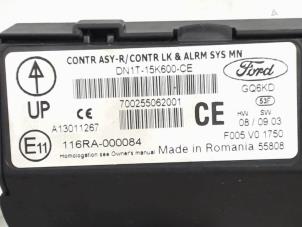 CONTR ASY-R/CONTR LK & ALRM SYS MN
DN1T-15K600-CE
Ford
UP
700255062001
GQ6KD
53F
CE
CE
HW SW
A13011267
08 / 09 03
E11
116RA-000084
F005 V0 1750
Homologation see Owner's manual
Made in Romania 55808